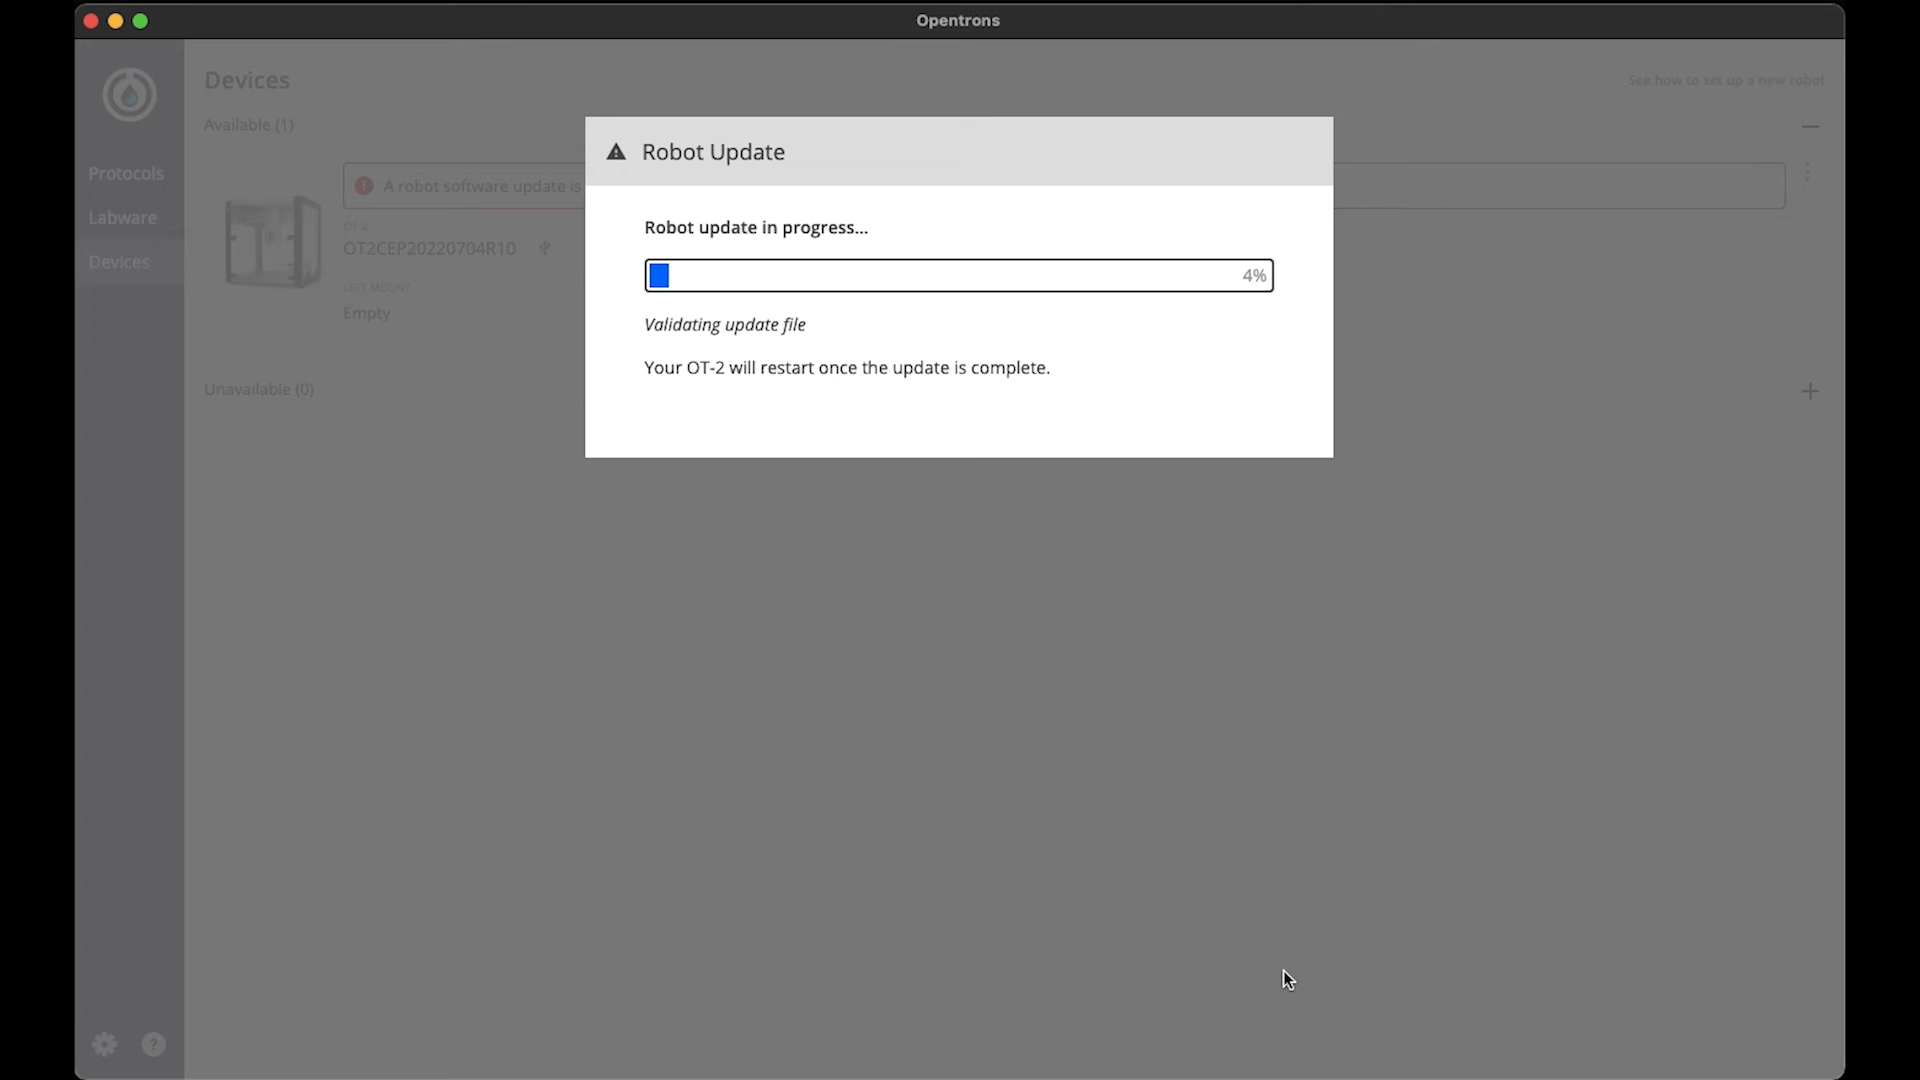 Opentrons
Devices
See how to set up a new robot
Available (1)
Robot Update
Protocols
A robot software update is
Labware
OT-2
Robot update in progress...
OT2CEP20220704R10
Devices
4%
LEFT MOUNT
Empty
Validating update file
Your OT-2 will restart once the update is complete.
Unavailable (0)